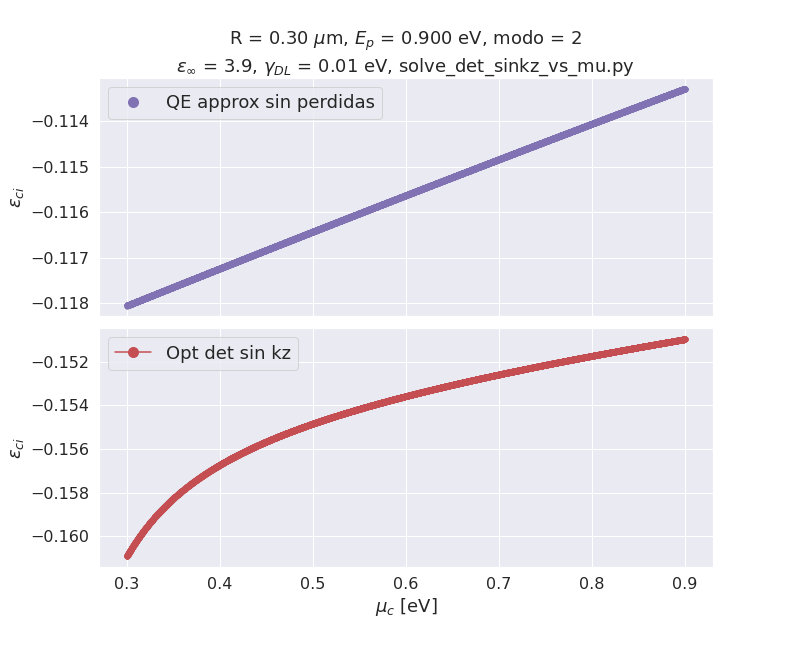 R = 0.30 μm, E_p = 0.900 eV, modo = 2
ε_∞ = 3.9, γ_DL = 0.01 eV, solve_det_sinkz_vs_mu.py
QE approx sin perdidas
−0.114
−0.115
−0.116
−0.117
−0.118
ε_ci
Opt det sin kz
−0.152
−0.154
−0.156
−0.158
−0.160
ε_ci
0.3 0.4 0.5 0.6 0.7 0.8 0.9
μ_c [eV]